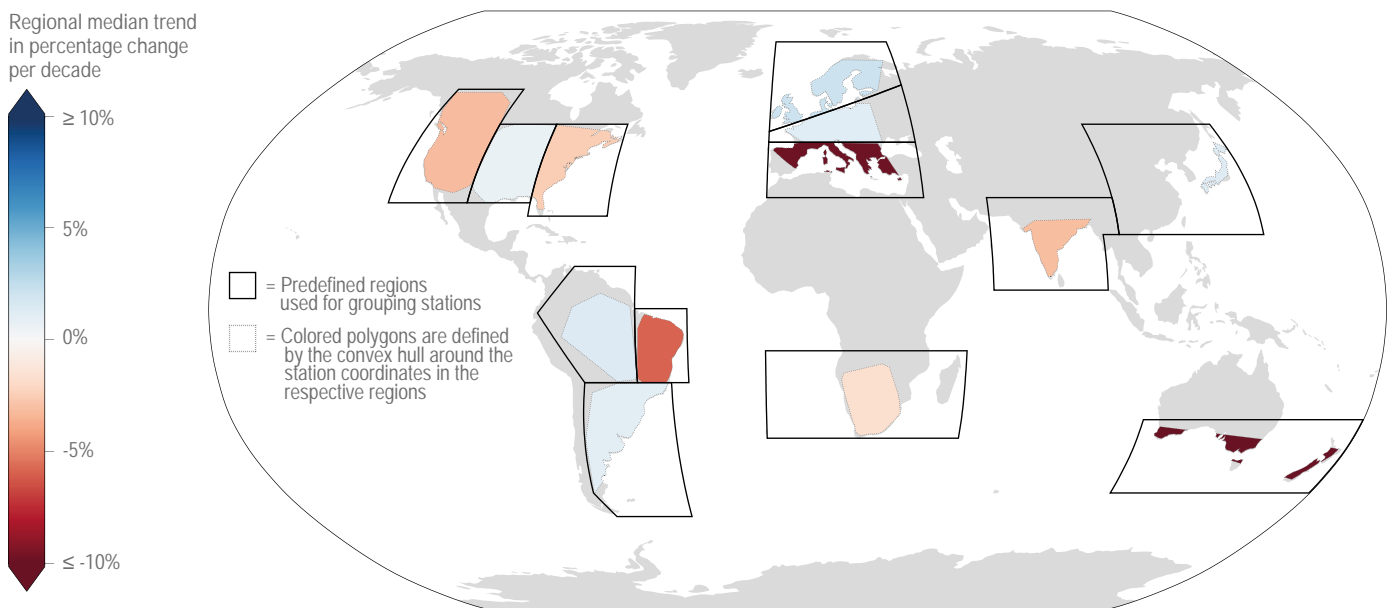 Regional median trend
in percentage change
per decade
≥ 10%
5%
0%
-5%
≤ -10%
= Predefined regions
used for grouping stations
= Colored polygons are defined
by the convex hull around the
station coordinates in the
respective regions